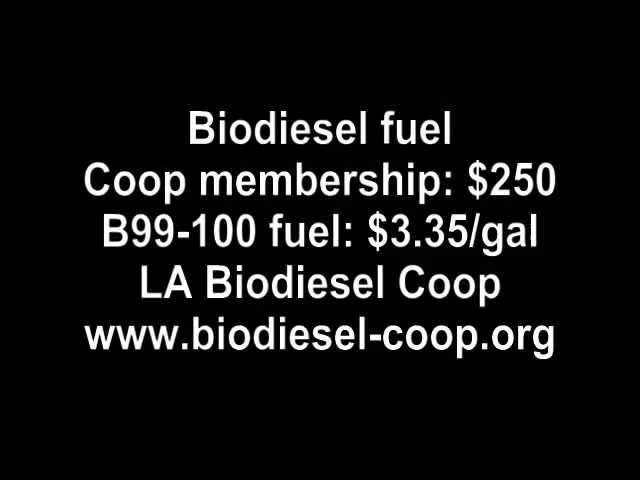 Biodiesel fuel
Coop membership: $250
B99-100 fuel: $3.35/gal
LA Biodiesel Coop
www.biodiesel-coop.org